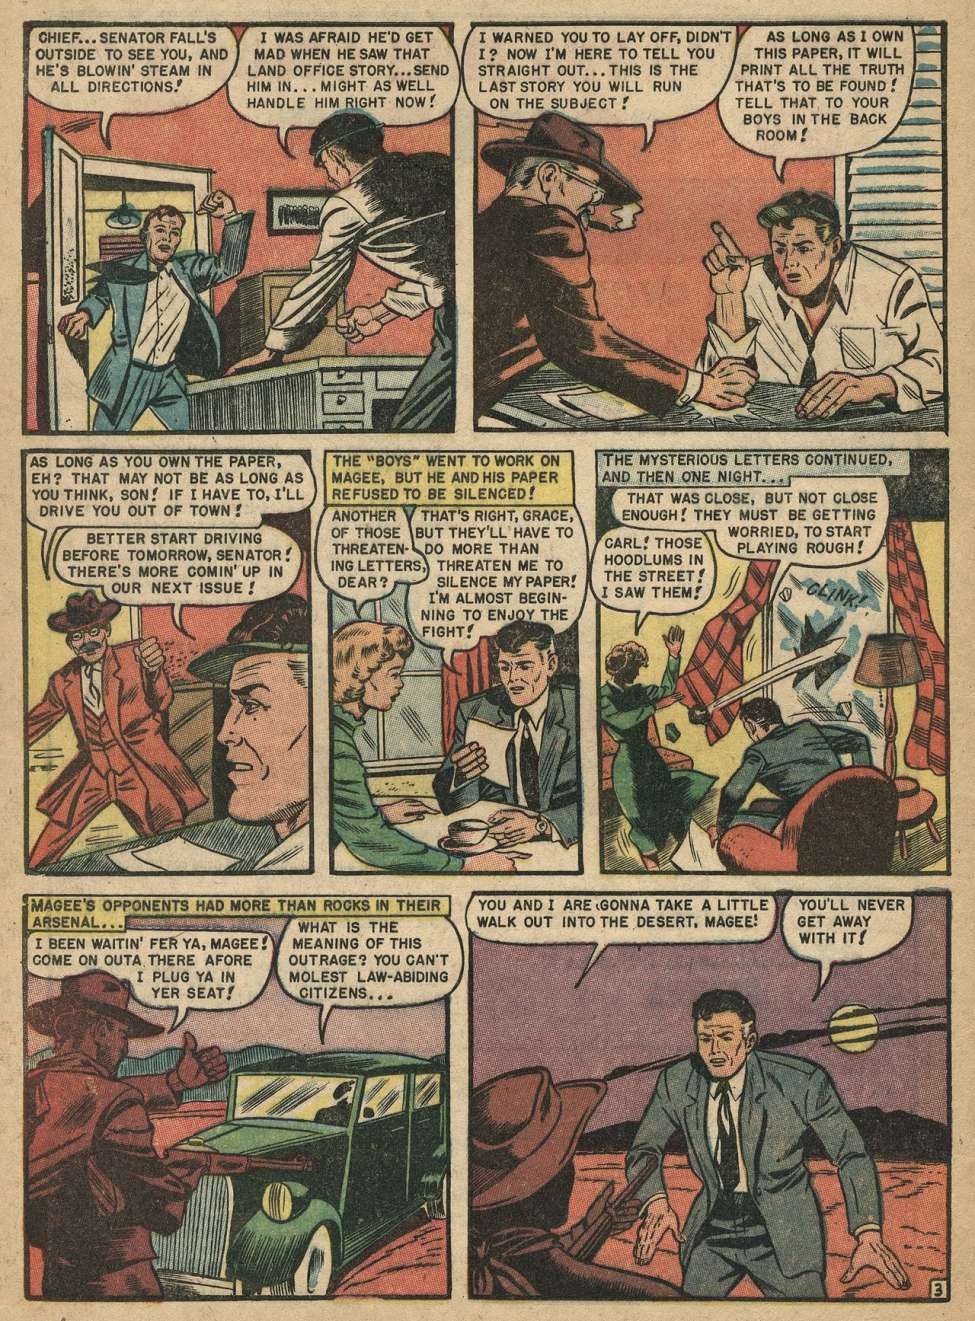 CHIEF...SENATOR FALL'S
OUTSIDE TO SEE YOU, AND
HE'S BLOWIN' STEAM IN
ALL DIRECTIONS!
I WAS AFRAID HE'D GET
MAD WHEN HE SAW THAT
LAND OFFICE STORY...SEND
HIM IN...MIGHT AS WELL
HANDLE HIM RIGHT NOW!
I WARNED YOU TO LAY OFF, DIDN'T
I? NOW I'M HERE TO TELL YOU
STRAIGHT OUT...THIS IS THE
LAST STORY YOU WILL RUN
ON THE SUBJECT!
AS LONG AS I OWN
THIS PAPER, IT WILL
PRINT ALL THE TRUTH
THAT'S TO BE FOUND!
TELL THAT TO YOUR
BOYS IN THE BACK
ROOM!
AS LONG AS YOU OWN THE PAPER,
EH? THAT MAY NOT BE AS LONG AS
YOU THINK, SON! IF I HAVE TO, I'LL
DRIVE YOU OUT OF TOWN!
BETTER START DRIVING
BEFORE TOMORROW, SENATOR!
THERE'S MORE COMIN' UP IN
OUR NEXT ISSUE!
THE "BOYS" WENT TO WORK ON
MAGEE, BUT HE AND HIS PAPER
REFUSED TO BE SILENCED!
ANOTHER
OF THOSE
THREATEN-
ING LETTERS,
DEAR?
THAT'S RIGHT, GRACE,
BUT THEY'LL HAVE TO
DO MORE THAN
THREATEN ME TO
SILENCE MY PAPER!
I'M ALMOST BEGIN-
NING TO ENJOY THE
FIGHT!
THE MYSTERIOUS LETTERS CONTINUED,
AND THEN ONE NIGHT...
CARL! THOSE
HOODLUMS IN
THE STREET!
I SAW THEM!
THAT WAS CLOSE, BUT NOT CLOSE
ENOUGH! THEY MUST BE GETTING
WORRIED, TO START
PLAYING ROUGH!
CLINK!
MAGEE'S OPPONENTS HAD MORE THAN ROCKS IN THEIR
ARSENAL...
I BEEN WAITIN' FER YA, MAGEE!
COME ON OUTA THERE AFORE
I PLUG YA IN
YER SEAT!
WHAT IS THE
MEANING OF THIS
OUTRAGE? YOU CAN'T
MOLEST LAW-ABIDING
CITIZENS...
YOU AND I ARE GONNA TAKE A LITTLE
WALK OUT INTO THE DESERT, MAGEE!
YOU'LL NEVER
GET AWAY
WITH IT!
3